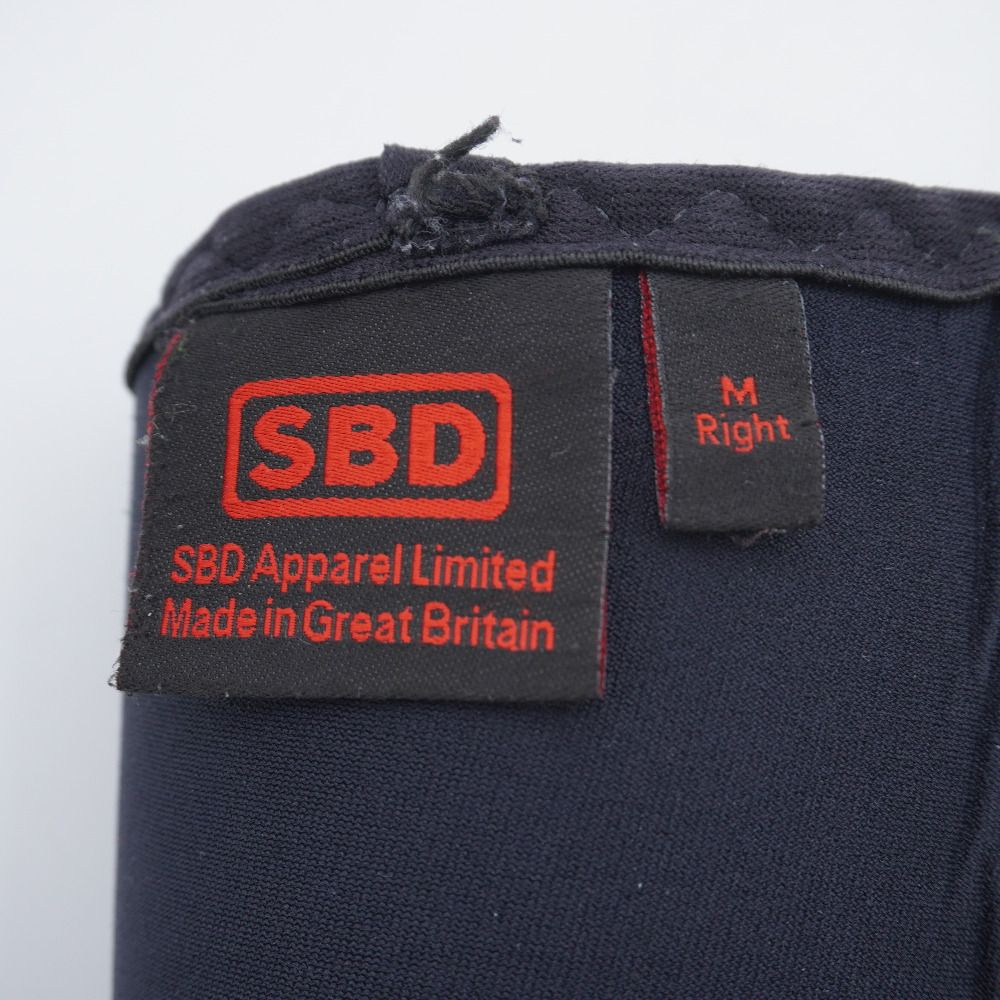 SBD
SBD Apparel Limited
Made in Great Britain
M
Right